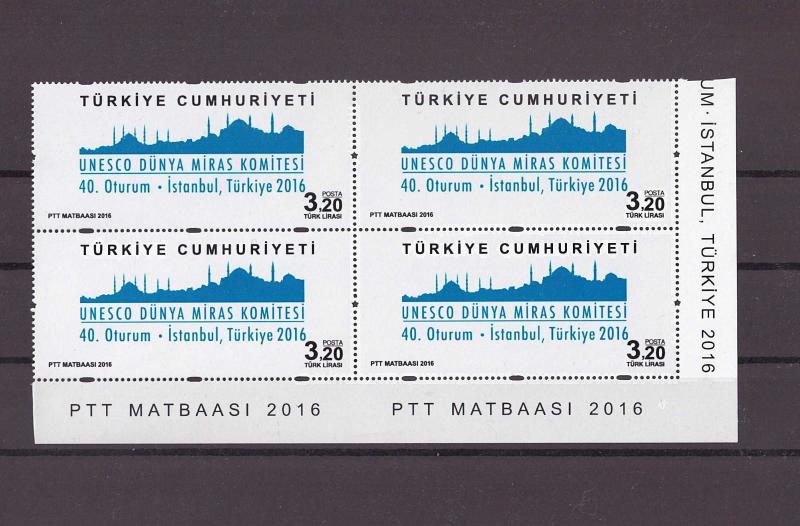 TÜRKİYE CUMHURİYETİ
UNESCO DÜNYA MİRAS KOMİTESİ
40. Oturum • İstanbul, Türkiye 2016
POSTA
3,20
TÜRK LİRASI
PTT MATBAASI 2016
TÜRKİYE CUMHURİYETİ
UNESCO DÜNYA MİRAS KOMİTESİ
40. Oturum • İstanbul, Türkiye 2016
POSTA
3,20
TÜRK LİRASI
PTT MATBAASI 2016
TÜRKİYE CUMHURİYETİ
UNESCO DÜNYA MİRAS KOMİTESİ
40. Oturum • İstanbul, Türkiye 2016
POSTA
3,20
TÜRK LİRASI
PTT MATBAASI 2016
TÜRKİYE CUMHURİYETİ
UNESCO DÜNYA MİRAS KOMİTESİ
40. Oturum • İstanbul, Türkiye 2016
POSTA
3,20
TÜRK LİRASI
PTT MATBAASI 2016
PTT MATBAASI 2016
PTT MATBAASI 2016
UM • İSTANBUL, TÜRKİYE 2016